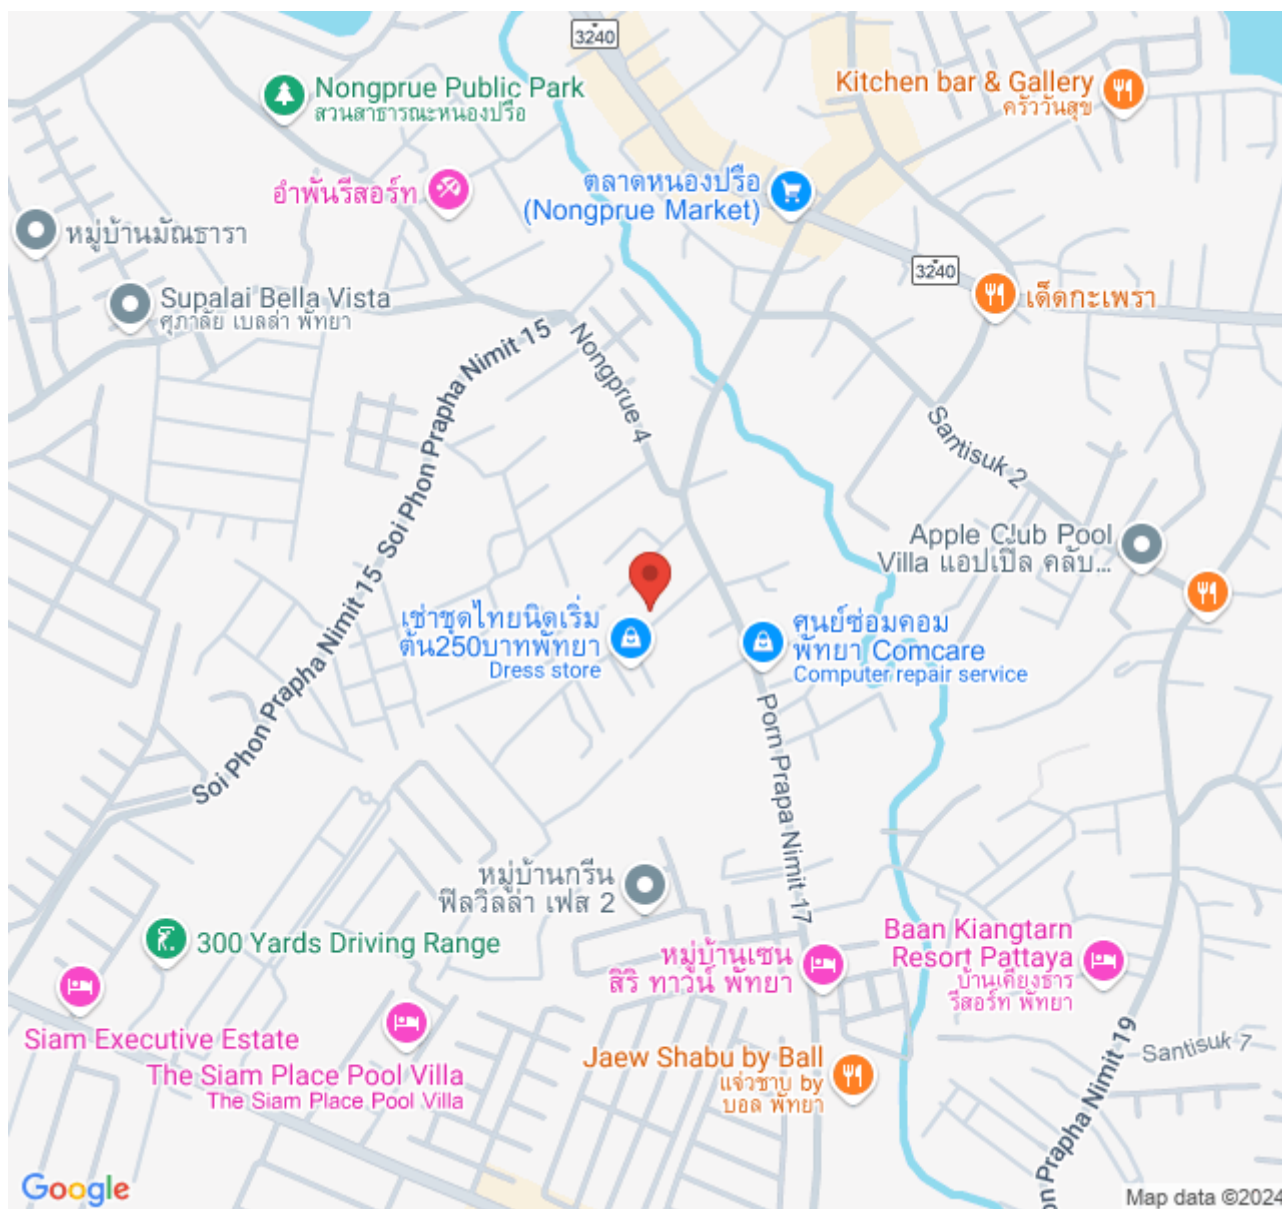 3240
Nongprue Public Park
สวนสาธารณะหนองปรือ
Kitchen bar & Gallery
ครัววันสุข
อำพันรีสอร์ท
ตลาดหนองปรือ
(Nongprue Market)
หมู่บ้านมัณธารา
3240
เด็ดกะเพรา
Supalai Bella Vista
ศุภาลัย เบลล่า พัทยา
Soi Phon Prapha Nimit 15
Nongprue 4
Santisuk 2
Apple Club Pool
Villa แอปเปิ้ล คลับ...
เช่าชุดไทยนิดเริ่ม
ต้น250บาทพัทยา
Dress store
ศูนย์ซ่อมคอม
พัทยา Comcare
Computer repair service
Soi Phon Prapha Nimit 15
Porn Prapa Nimit 17
หมู่บ้านกรีน
ฟิลวิลล่า เฟส 2
300 Yards Driving Range
หมู่บ้านเซน
สิริ ทาวน์ พัทยา
Baan Kiangtarn
Resort Pattaya
บ้านเคียงธาร
รีสอร์ท พัทยา
Siam Executive Estate
The Siam Place Pool Villa
The Siam Place Pool Villa
Jaew Shabu by Ball
แจ่วชาบู by
บอล พัทยา
Santisuk 7
on Prapha Nimit 19
Google
Map data ©2024